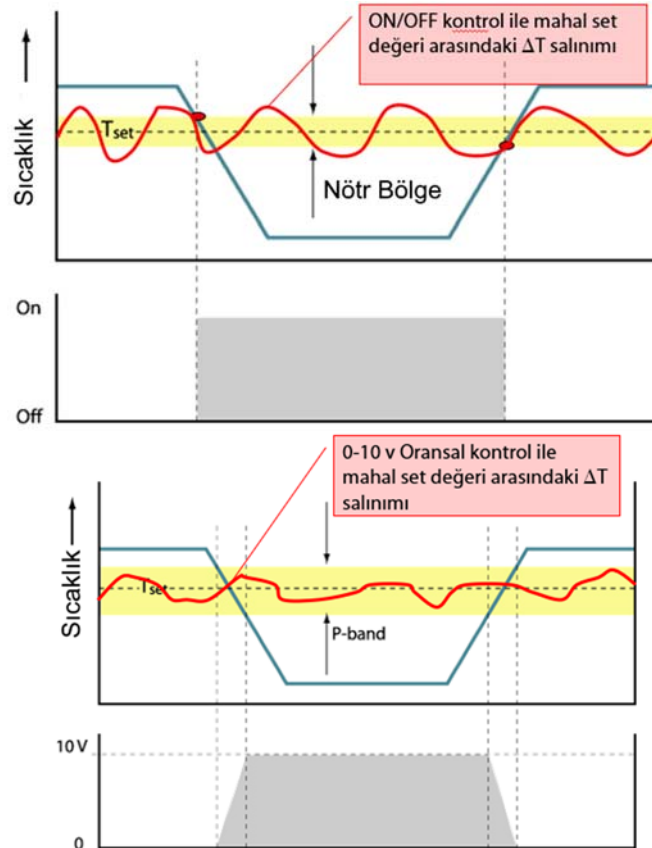 ON/OFF kontrol ile mahal set
değeri arasındaki ΔT salınımı
Sıcaklık
Tset
Nötr Bölge
On
Off
0-10 v Oransal kontrol ile
mahal set değeri arasındaki ΔT
salınımı
Sıcaklık
Tset
P-band
10 V
0